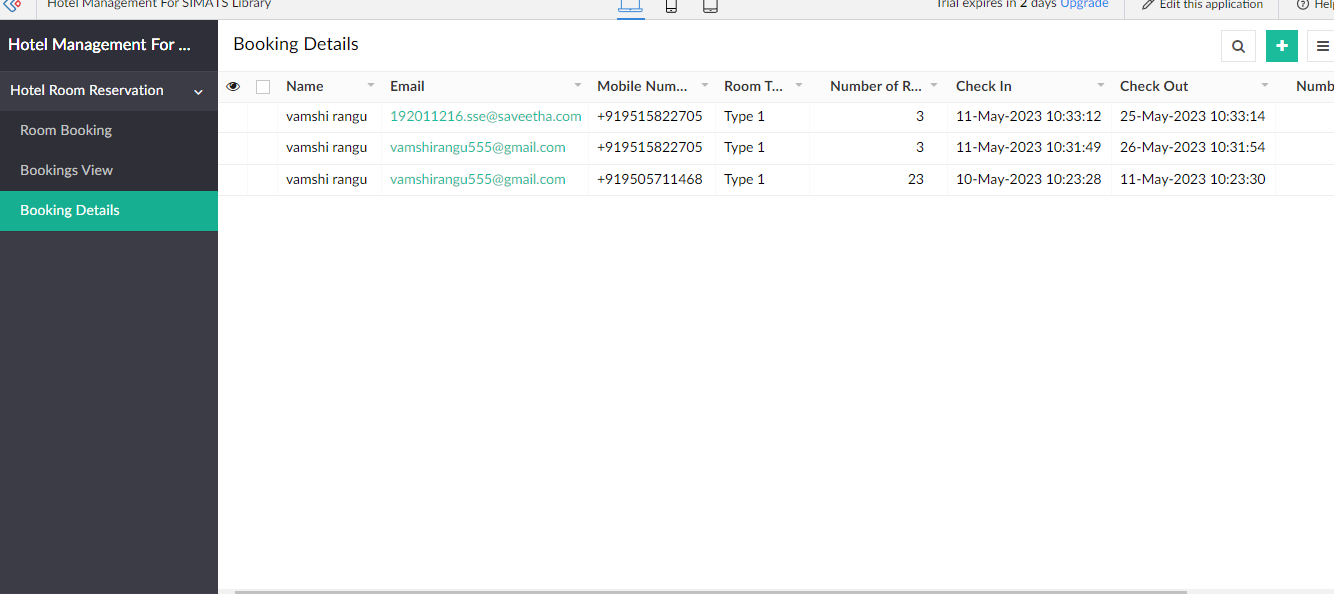 Hotel Management For SIMATS Library
Trial expires in 2 days Upgrade
Edit this application
Hotel Management For ...
Hotel Room Reservation
Room Booking
Bookings View
Booking Details
Booking Details
Name Email Mobile Num... Room T... Number of R... Check In Check Out
vamshi rangu 192011216.sse@saveetha.com +919515822705 Type 1 3 11-May-2023 10:33:12 25-May-2023 10:33:14
vamshi rangu vamshirangu555@gmail.com +919515822705 Type 1 3 11-May-2023 10:31:49 26-May-2023 10:31:54
vamshi rangu vamshirangu555@gmail.com +919505711468 Type 1 23 10-May-2023 10:23:28 11-May-2023 10:23:30